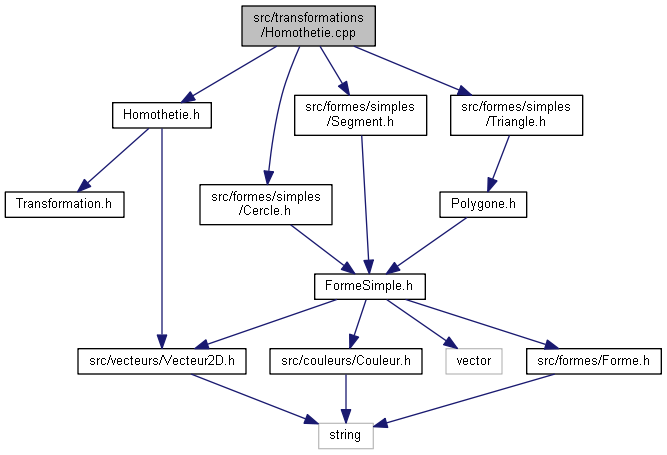 src/transformations
/Homothetie.cpp
Homothetie.h
src/formes/simples
/Segment.h
src/formes/simples
/Triangle.h
Transformation.h
src/formes/simples
/Cercle.h
Polygone.h
FormeSimple.h
src/vecteurs/Vecteur2D.h
src/couleurs/Couleur.h
vector
src/formes/Forme.h
string